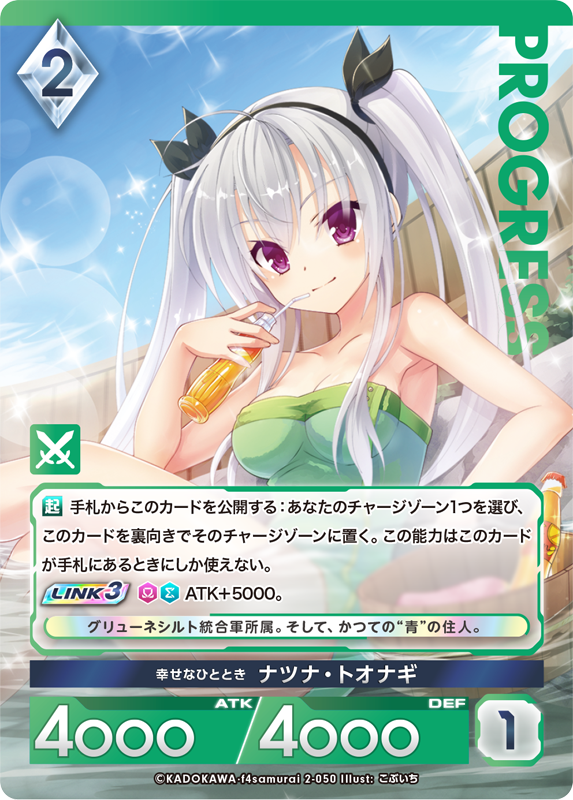 2
PROGRESS
起 手札からこのカードを公開する：あなたのチャージゾーン1つを選び、
このカードを裏向きでそのチャージゾーンに置く。この能力はこのカード
が手札にあるときにしか使えない。
LINK 3 Ω Σ ATK+5000。
グリューネシルト統合軍所属。そして、かつての“青”の住人。
幸せなひととき ナツナ・トオナギ
ATK DEF
4000 4000 1
©KADOKAWA-f4samurai 2-050 Illust: こぶいち